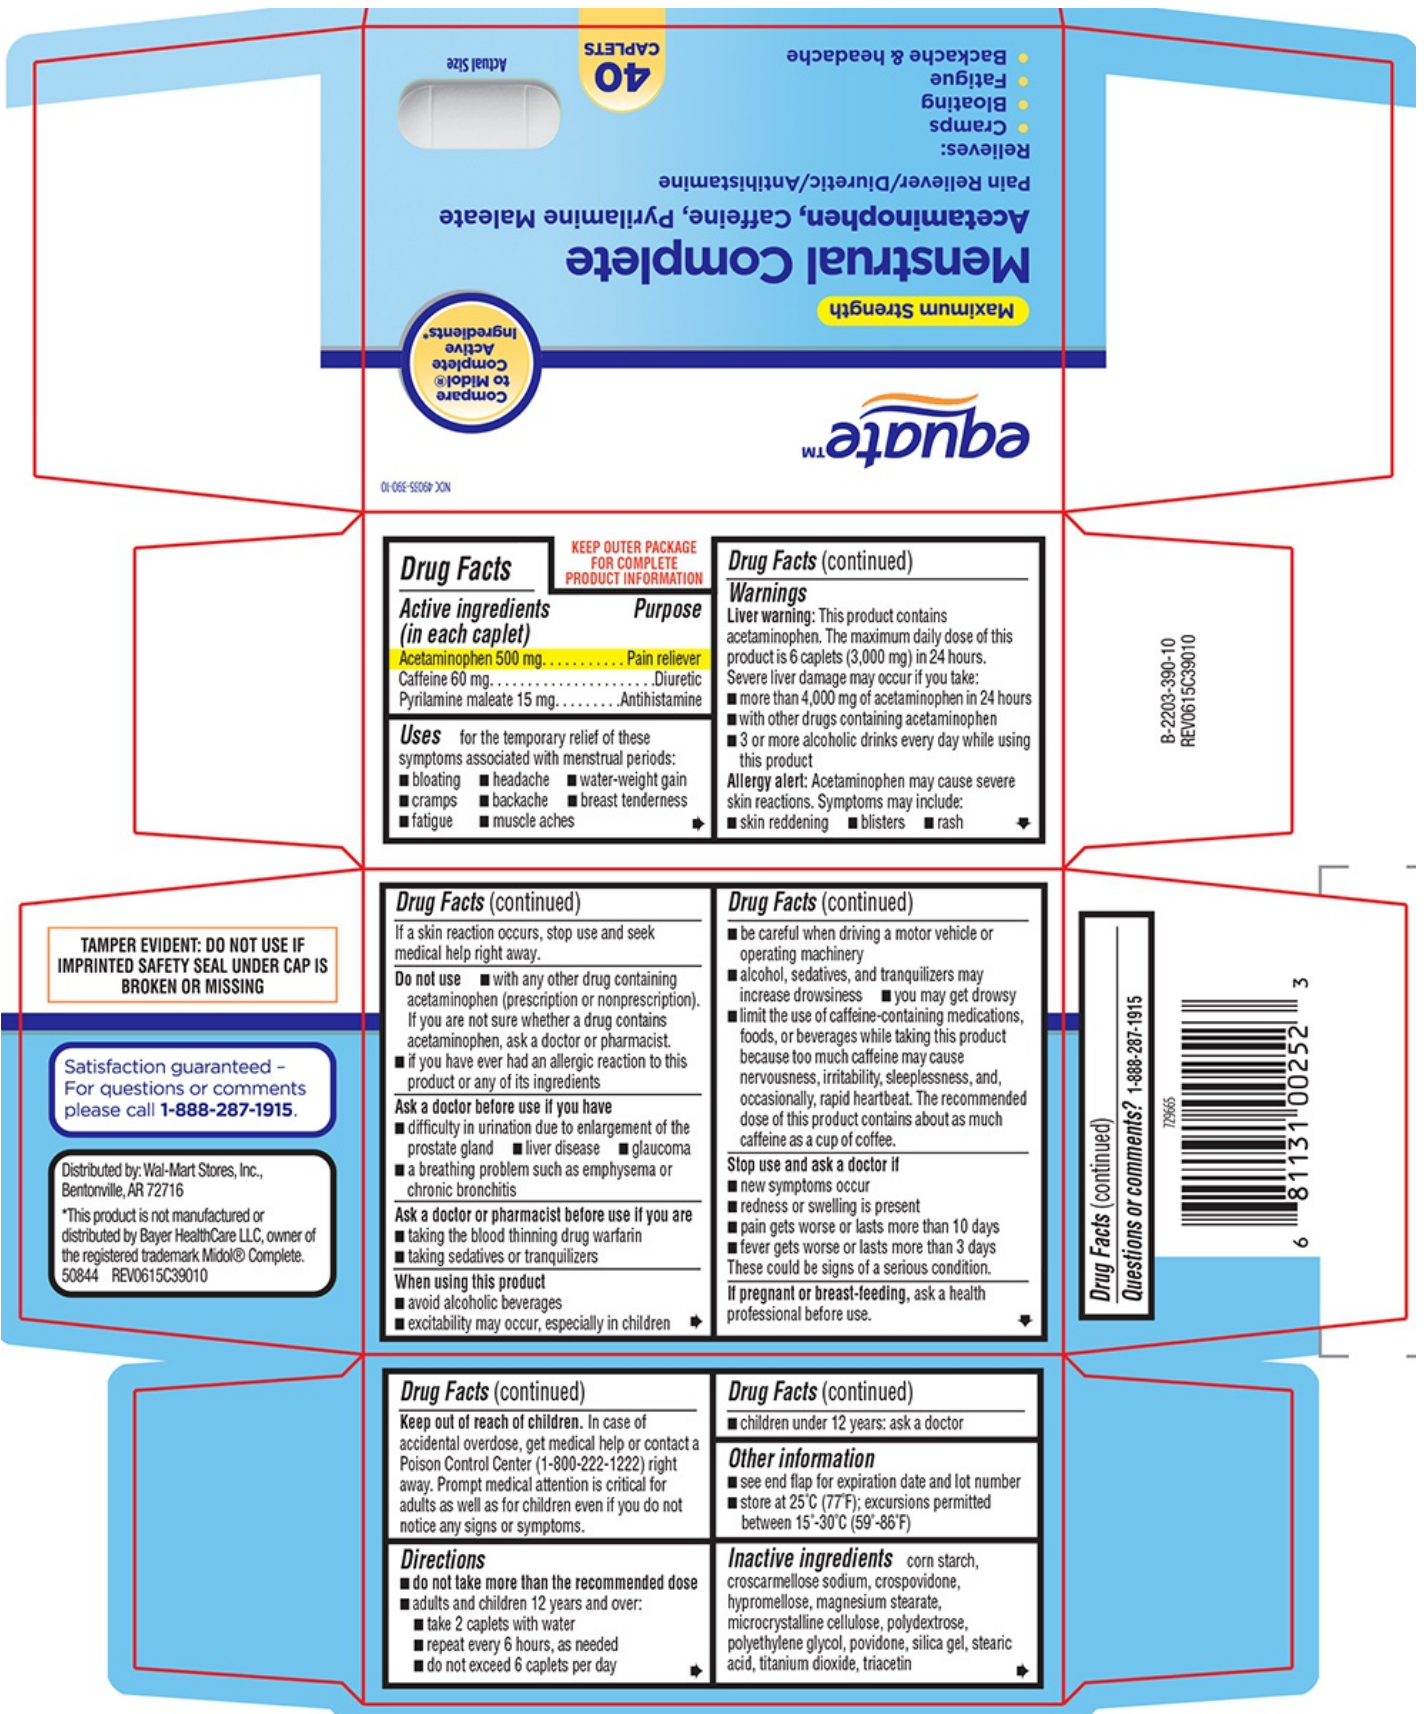 NDC 49035-390-10
equate™
Compare
to Midol®
Complete
Active
Ingredients*
Maximum Strength
Menstrual Complete
Acetaminophen, Caffeine, Pyrilamine Maleate
Pain Reliever/Diuretic/Antihistamine
Relieves:
• Cramps
• Bloating
• Fatigue
• Backache & headache
40
CAPLETS
Actual Size
KEEP OUTER PACKAGE
FOR COMPLETE
PRODUCT INFORMATION
Drug Facts
Active ingredients Purpose
(in each caplet)
Acetaminophen 500 mg...........Pain reliever
Caffeine 60 mg......................Diuretic
Pyrilamine maleate 15 mg.........Antihistamine
Uses for the temporary relief of these
symptoms associated with menstrual periods:
■ bloating ■ headache ■ water-weight gain
■ cramps ■ backache ■ breast tenderness
■ fatigue ■ muscle aches
Drug Facts (continued)
Warnings
Liver warning: This product contains
acetaminophen. The maximum daily dose of this
product is 6 caplets (3,000 mg) in 24 hours.
Severe liver damage may occur if you take:
■ more than 4,000 mg of acetaminophen in 24 hours
■ with other drugs containing acetaminophen
■ 3 or more alcoholic drinks every day while using
this product
Allergy alert: Acetaminophen may cause severe
skin reactions. Symptoms may include:
■ skin reddening ■ blisters ■ rash
B-2203-390-10
REV0615C39010
TAMPER EVIDENT: DO NOT USE IF
IMPRINTED SAFETY SEAL UNDER CAP IS
BROKEN OR MISSING
Satisfaction guaranteed –
For questions or comments
please call 1-888-287-1915.
Distributed by: Wal-Mart Stores, Inc.,
Bentonville, AR 72716
*This product is not manufactured or
distributed by Bayer HealthCare LLC, owner of
the registered trademark Midol® Complete.
50844 REV0615C39010
Drug Facts (continued)
If a skin reaction occurs, stop use and seek
medical help right away.
Do not use ■ with any other drug containing
acetaminophen (prescription or nonprescription).
If you are not sure whether a drug contains
acetaminophen, ask a doctor or pharmacist.
■ if you have ever had an allergic reaction to this
product or any of its ingredients
Ask a doctor before use if you have
■ difficulty in urination due to enlargement of the
prostate gland ■ liver disease ■ glaucoma
■ a breathing problem such as emphysema or
chronic bronchitis
Ask a doctor or pharmacist before use if you are
■ taking the blood thinning drug warfarin
■ taking sedatives or tranquilizers
When using this product
■ avoid alcoholic beverages
■ excitability may occur, especially in children
Drug Facts (continued)
■ be careful when driving a motor vehicle or
operating machinery
■ alcohol, sedatives, and tranquilizers may
increase drowsiness ■ you may get drowsy
■ limit the use of caffeine-containing medications,
foods, or beverages while taking this product
because too much caffeine may cause
nervousness, irritability, sleeplessness, and,
occasionally, rapid heartbeat. The recommended
dose of this product contains about as much
caffeine as a cup of coffee.
Stop use and ask a doctor if
■ new symptoms occur
■ redness or swelling is present
■ pain gets worse or lasts more than 10 days
■ fever gets worse or lasts more than 3 days
These could be signs of a serious condition.
If pregnant or breast-feeding, ask a health
professional before use.
Drug Facts (continued)
Questions or comments? 1-888-287-1915
729665
6 81131 00252 3
Drug Facts (continued)
Keep out of reach of children. In case of
accidental overdose, get medical help or contact a
Poison Control Center (1-800-222-1222) right
away. Prompt medical attention is critical for
adults as well as for children even if you do not
notice any signs or symptoms.
Directions
■ do not take more than the recommended dose
■ adults and children 12 years and over:
■ take 2 caplets with water
■ repeat every 6 hours, as needed
■ do not exceed 6 caplets per day
Drug Facts (continued)
■ children under 12 years: ask a doctor
Other information
■ see end flap for expiration date and lot number
■ store at 25˚C (77˚F); excursions permitted
between 15˚-30˚C (59˚-86˚F)
Inactive ingredients corn starch,
croscarmellose sodium, crospovidone,
hypromellose, magnesium stearate,
microcrystalline cellulose, polydextrose,
polyethylene glycol, povidone, silica gel, stearic
acid, titanium dioxide, triacetin